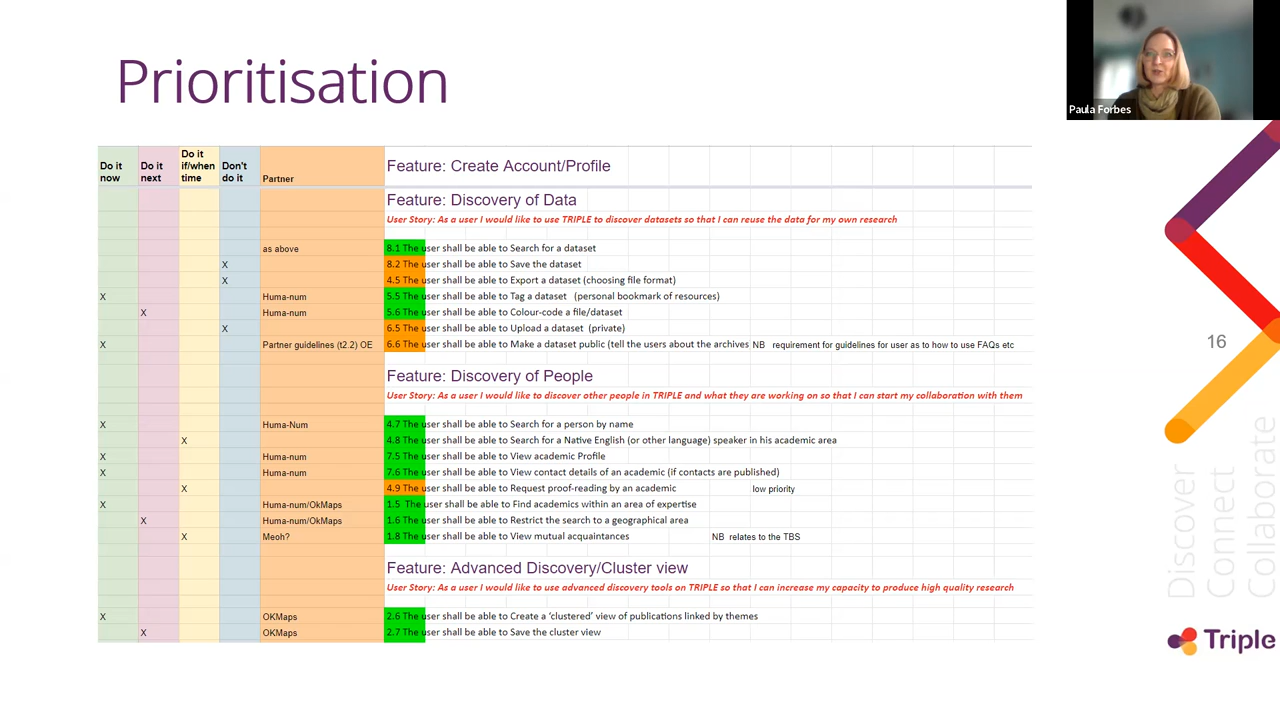 Prioritisation
Paula Forbes
Do it now
Do it next
Do it if/when time
Don't do it
Partner
Feature: Create Account/Profile
Feature: Discovery of Data
User Story: As a user I would like to use TRIPLE to discover datasets so that I can reuse the data for my own research
as above 8.1 The user shall be able to Search for a dataset
X 8.2 The user shall be able to Save the dataset
X 4.5 The user shall be able to Export a dataset (choosing file format)
X Huma-num 5.5 The user shall be able to Tag a dataset (personal bookmark of resources)
X Huma-num 5.6 The user shall be able to Colour-code a file/dataset
X 6.5 The user shall be able to Upload a dataset (private)
X Partner guidelines (t2.2) OE 6.6 The user shall be able to Make a dataset public (tell the users about the archives NB requirement for guidelines for user as to how to use FAQs etc
Feature: Discovery of People
User Story: As a user I would like to discover other people in TRIPLE and what they are working on so that I can start my collaboration with them
X Huma-Num 4.7 The user shall be able to Search for a person by name
X 4.8 The user shall be able to Search for a Native English (or other language) speaker in his academic area
X Huma-num 7.5 The user shall be able to View academic Profile
X Huma-num 7.6 The user shall be able to View contact details of an academic (if contacts are published)
X 4.9 The user shall be able to Request proof-reading by an academic low priority
X Huma-num/OkMaps 1.5 The user shall be able to Find academics within an area of expertise
X Huma-num/OkMaps 1.6 The user shall be able to Restrict the search to a geographical area
X Meoh? 1.8 The user shall be able to View mutual acquaintances NB relates to the TBS
Feature: Advanced Discovery/Cluster view
User Story: As a user I would like to use advanced discovery tools on TRIPLE so that I can increase my capacity to produce high quality research
X OKMaps 2.6 The user shall be able to Create a ‘clustered’ view of publications linked by themes
X OKMaps 2.7 The user shall be able to Save the cluster view
16
Discover
Connect
Collaborate
Triple